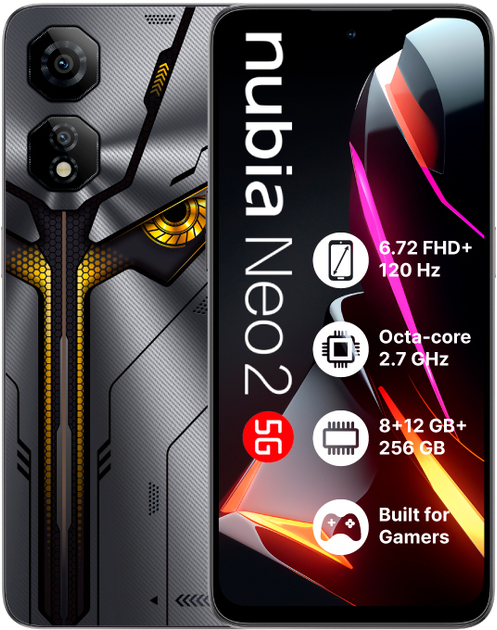 nubia Neo 2
5G
6.72 FHD+
120 Hz
Octa-core
2.7 GHz
8+12 GB+
256 GB
Built for
Gamers